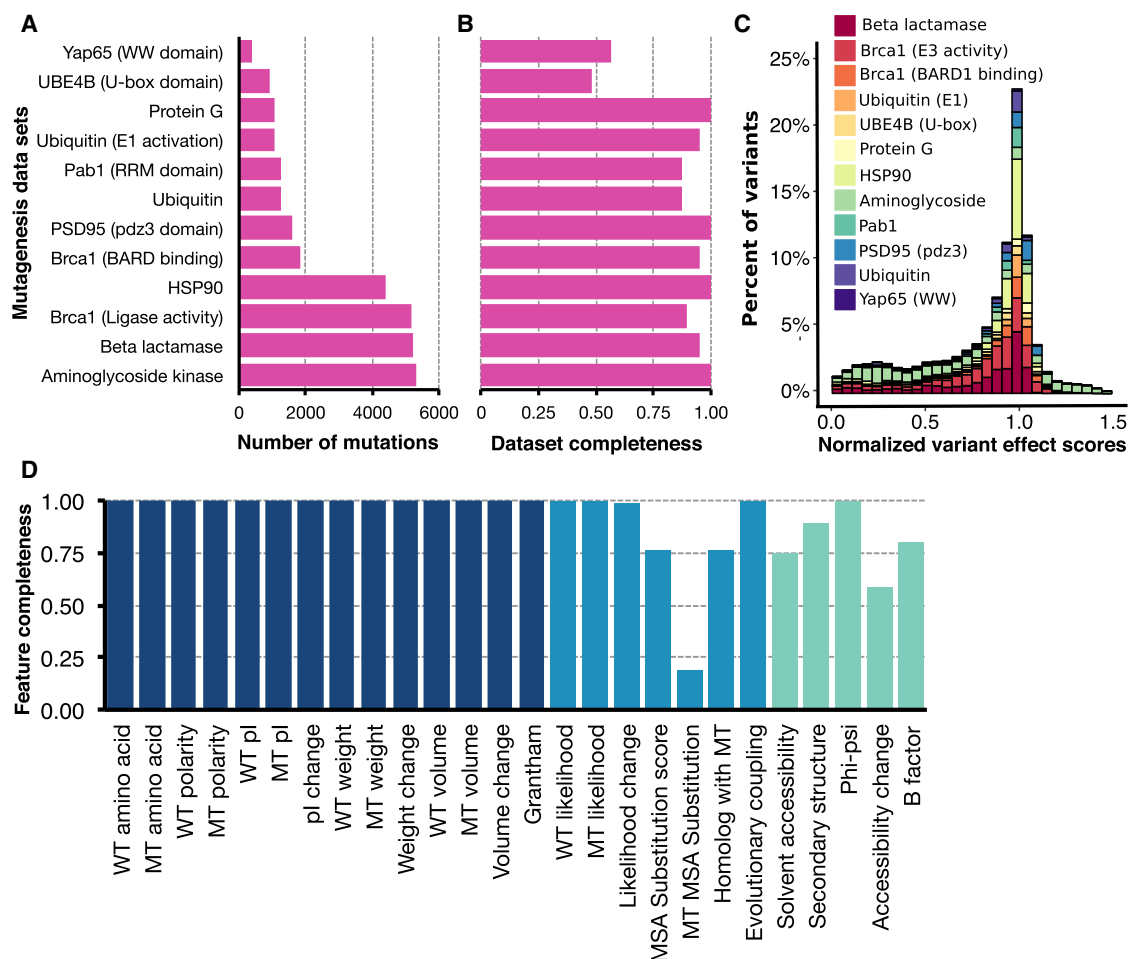 A
Mutagenesis data sets
Yap65 (WW domain)
UBE4B (U-box domain)
Protein G
Ubiquitin (E1 activation)
Pab1 (RRM domain)
Ubiquitin
PSD95 (pdz3 domain)
Brca1 (BARD binding)
HSP90
Brca1 (Ligase activity)
Beta lactamase
Aminoglycoside kinase
0 2000 4000 6000
Number of mutations
B
0 0.25 0.50 0.75 1.00
Dataset completeness
C
Beta lactamase
Brca1 (E3 activity)
Brca1 (BARD1 binding)
Ubiquitin (E1)
UBE4B (U-box)
Protein G
HSP90
Aminoglycoside
Pab1
PSD95 (pdz3)
Ubiquitin
Yap65 (WW)
Percent of variants
25%
20%
15%
10%
5%
-
0%
0.0 0.5 1.0 1.5
Normalized variant effect scores
D
Feature completeness
1.00
0.75
0.50
0.25
0.00
WT amino acid
MT amino acid
WT polarity
MT polarity
WT pI
MT pI
pI change
WT weight
MT weight
Weight change
WT volume
MT volume
Volume change
Grantham
WT likelihood
MT likelihood
Likelihood change
MSA Substitution score
MT MSA Substitution
Homolog with MT
Evolutionary coupling
Solvent accessibility
Secondary structure
Phi-psi
Accessibility change
B factor